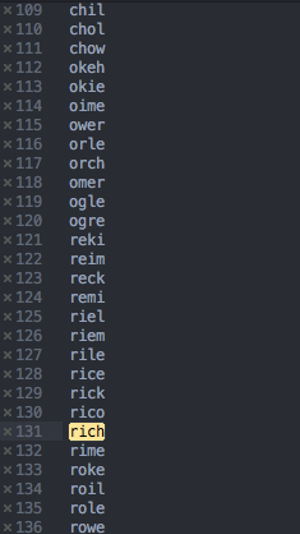 × 109 chil
× 110 chol
× 111 chow
× 112 okeh
× 113 okie
× 114 oime
× 115 ower
× 116 orle
× 117 orch
× 118 omer
× 119 ogle
× 120 ogre
× 121 reki
× 122 reim
× 123 reck
× 124 remi
× 125 riel
× 126 riem
× 127 rile
× 128 rice
× 129 rick
× 130 rico
× 131 rich
× 132 rime
× 133 roke
× 134 roil
× 135 role
× 136 rowe